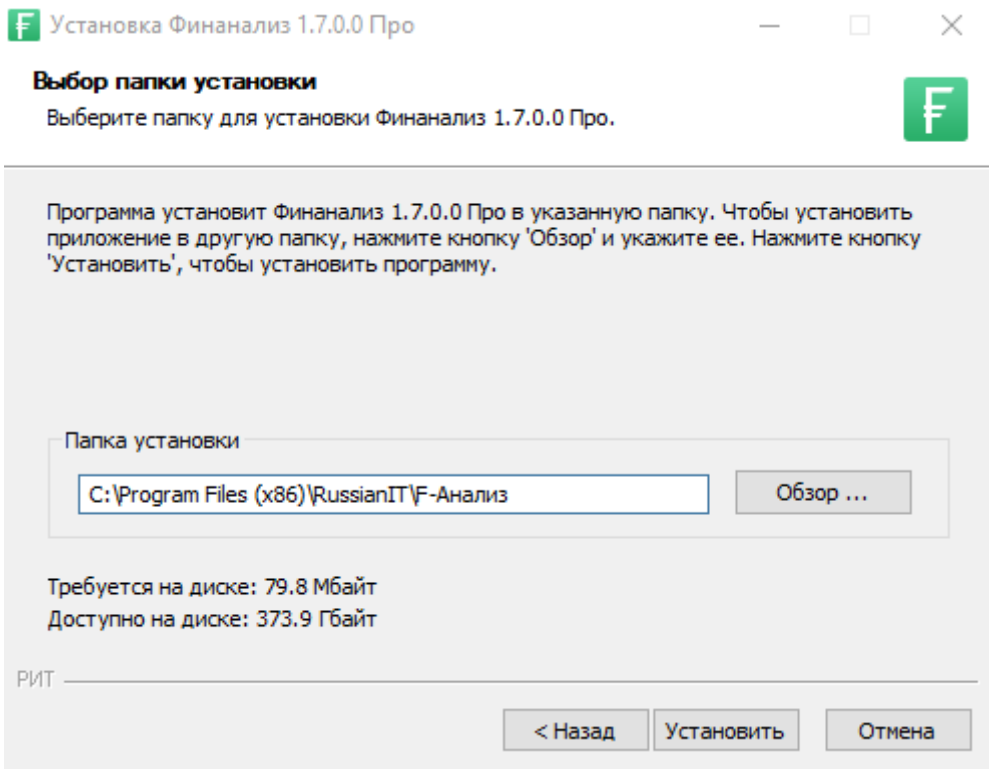 Установка Финанализ 1.7.0.0 Про
Выбор папки установки
Выберите папку для установки Финанализ 1.7.0.0 Про.
Программа установит Финанализ 1.7.0.0 Про в указанную папку. Чтобы установить
приложение в другую папку, нажмите кнопку 'Обзор' и укажите ее. Нажмите кнопку
'Установить', чтобы установить программу.
Папка установки
C:\Program Files (x86)\RussianIT\F-Анализ
Обзор ...
Требуется на диске: 79.8 Мбайт
Доступно на диске: 373.9 Гбайт
РИТ
< Назад
Установить
Отмена